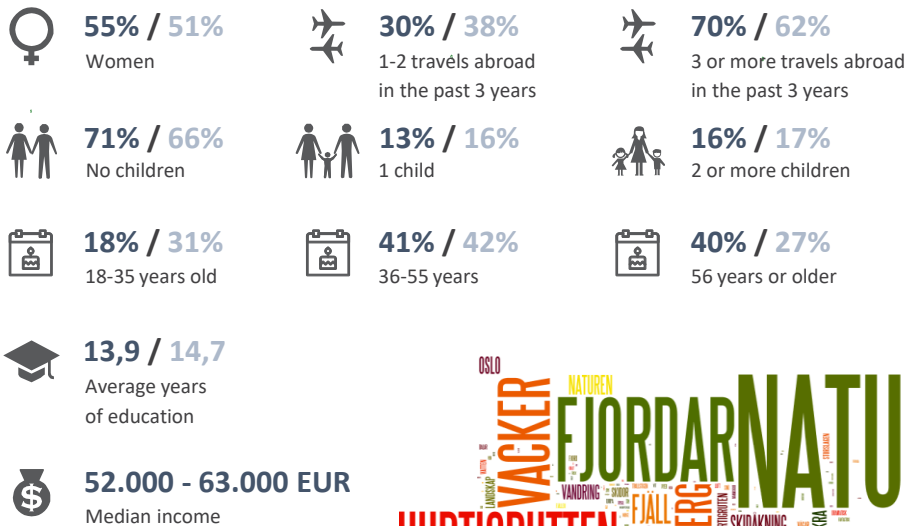 55% / 51%
Women
30% / 38%
1-2 travels abroad
in the past 3 years
70% / 62%
3 or more travels abroad
in the past 3 years
71% / 66%
No children
13% / 16%
1 child
16% / 17%
2 or more children
18% / 31%
18-35 years old
41% / 42%
36-55 years
40% / 27%
56 years or older
13,9 / 14,7
Average years
of education
52.000 - 63.000 EUR
Median income
OSLO
NATUREN
VACKER
FJORDAR
NATU
LANDSKAP
VANDRING
FJÄLL
SKIDÅKNING